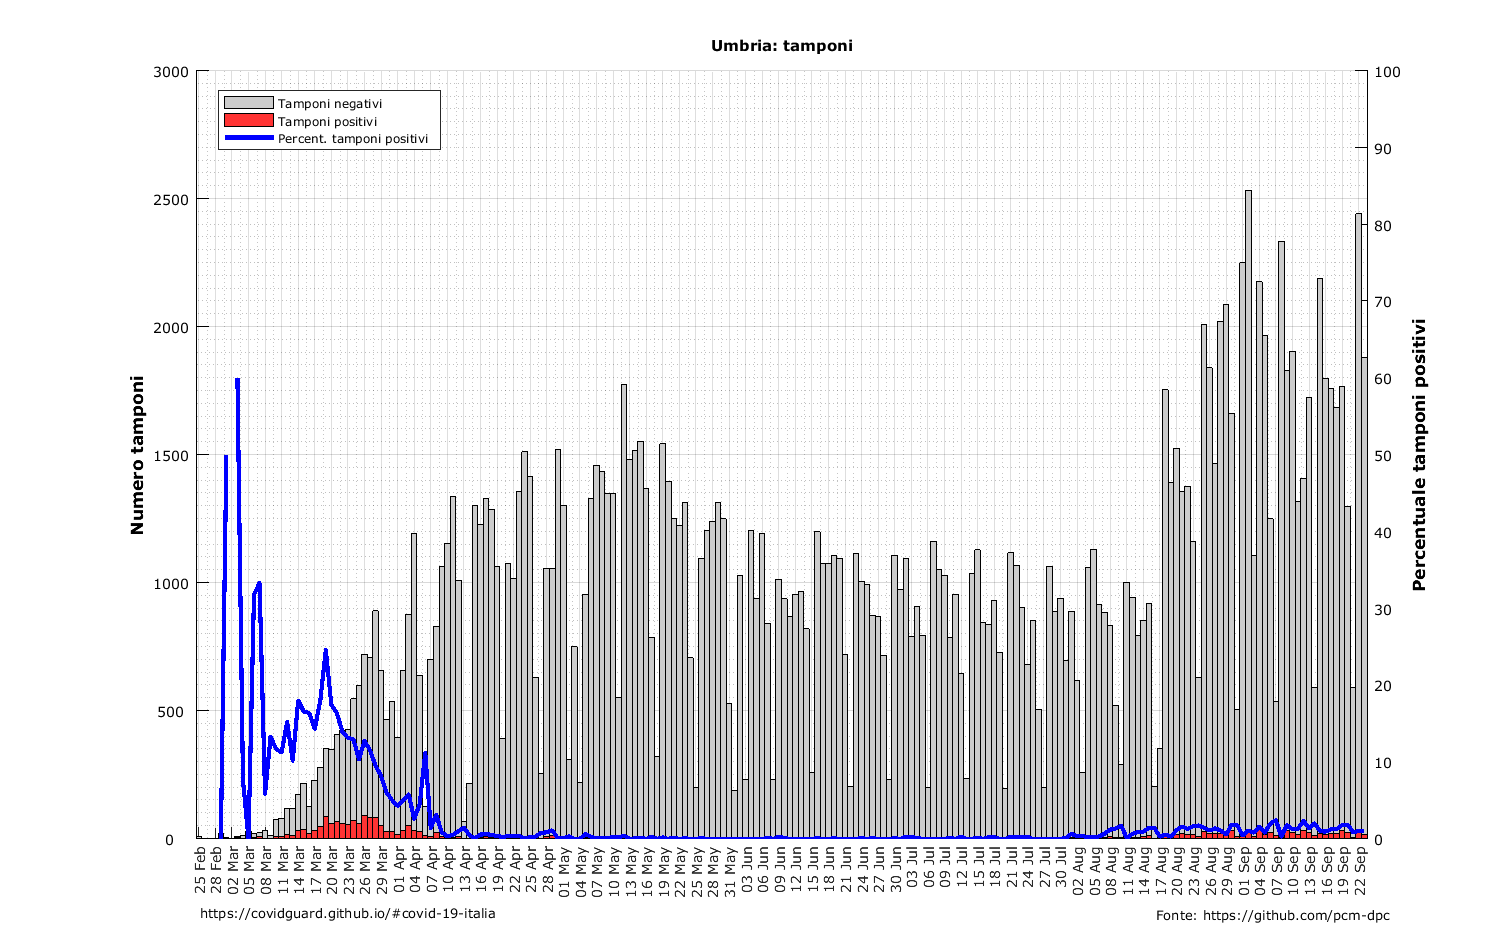 Umbria: tamponi
3000
2500
2000
1500
1000
500
0
Numero tamponi
Tamponi negativi
Tamponi positivi
Percent. tamponi positivi
100
90
80
70
60
50
40
30
20
10
0
Percentuale tamponi positivi
25 Feb
28 Feb
02 Mar
05 Mar
08 Mar
11 Mar
14 Mar
17 Mar
20 Mar
23 Mar
26 Mar
29 Mar
01 Apr
04 Apr
07 Apr
10 Apr
13 Apr
16 Apr
19 Apr
22 Apr
25 Apr
28 Apr
01 May
04 May
07 May
10 May
13 May
16 May
19 May
22 May
25 May
28 May
31 May
03 Jun
06 Jun
09 Jun
12 Jun
15 Jun
18 Jun
21 Jun
24 Jun
27 Jun
30 Jun
03 Jul
06 Jul
09 Jul
12 Jul
15 Jul
18 Jul
21 Jul
24 Jul
27 Jul
30 Jul
02 Aug
05 Aug
08 Aug
11 Aug
14 Aug
17 Aug
20 Aug
23 Aug
26 Aug
29 Aug
01 Sep
04 Sep
07 Sep
10 Sep
13 Sep
16 Sep
19 Sep
22 Sep
https://covidguard.github.io/#covid-19-italia
Fonte: https://github.com/pcm-dpc